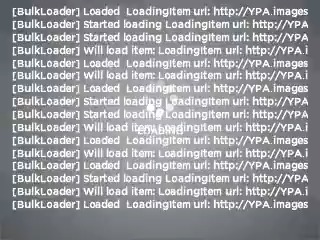 [BulkLoader] Loaded LoadingItem url: http://YPA.images
[BulkLoader] Started loading LoadingItem url: http://YPA
[BulkLoader] Started loading LoadingItem url: http://YPA
[BulkLoader] Will load item: LoadingItem url: http://YPA.i
[BulkLoader] Loaded LoadingItem url: http://YPA.images
[BulkLoader] Will load item: LoadingItem url: http://YPA.i
[BulkLoader] Loaded LoadingItem url: http://YPA.images
[BulkLoader] Started loading LoadingItem url: http://YPA
[BulkLoader] Started loading LoadingItem url: http://YPA
[BulkLoader] Will load item: LoadingItem url: http://YPA.i
LOADING
[BulkLoader] Loaded LoadingItem url: http://YPA.images
[BulkLoader] Will load item: LoadingItem url: http://YPA.i
[BulkLoader] Loaded LoadingItem url: http://YPA.images
[BulkLoader] Started loading LoadingItem url: http://YPA
[BulkLoader] Will load item: LoadingItem url: http://YPA.i
[BulkLoader] Loaded LoadingItem url: http://YPA.images